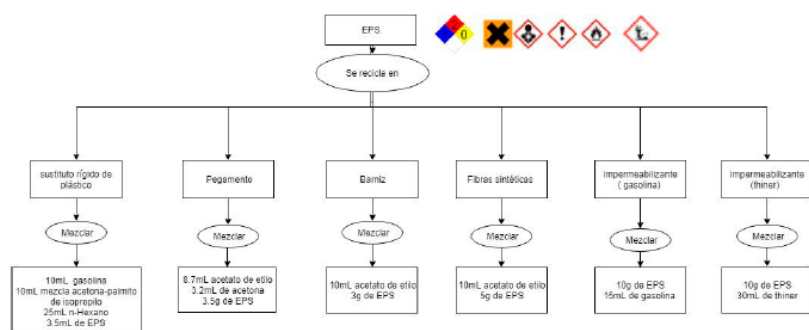 EPS
2
0
Se recicla en
sustituto rígido de
plástico
Pegamento
Barniz
Fibras sintéticas
impermeabilizante
( gasolina)
impermeabilizante
(thiner)
Mezclar
Mezclar
Mezclar
Mezclar
Mezclar
Mezclar
10mL gasolina
10mL mezcla acetona-palmito
de isopropilo
25mL n-Hexano
3.5mL de EPS
8.7mL acetato de etilo
3.2mL de acetona
3.5g de EPS
10mL acetato de etilo
3g de EPS
10mL acetato de etilo
5g de EPS
10g de EPS
15mL de gasolina
10g de EPS
30mL de thiner